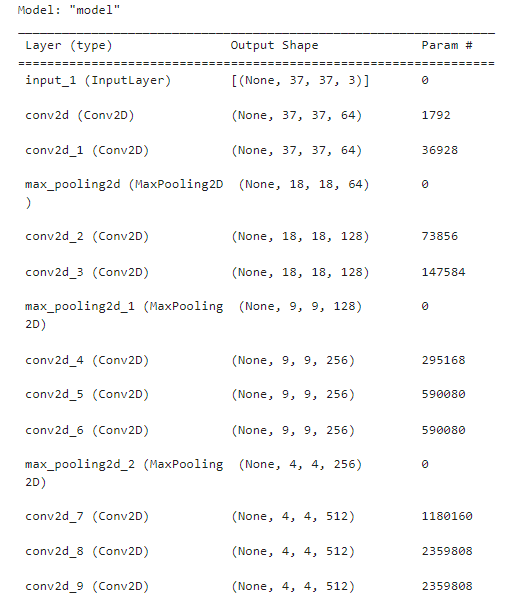 Model: "model"
_________________________________________________________________
Layer (type) Output Shape Param #
=================================================================
input_1 (InputLayer) [(None, 37, 37, 3)] 0
conv2d (Conv2D) (None, 37, 37, 64) 1792
conv2d_1 (Conv2D) (None, 37, 37, 64) 36928
max_pooling2d (MaxPooling2D (None, 18, 18, 64) 0
)
conv2d_2 (Conv2D) (None, 18, 18, 128) 73856
conv2d_3 (Conv2D) (None, 18, 18, 128) 147584
max_pooling2d_1 (MaxPooling (None, 9, 9, 128) 0
2D)
conv2d_4 (Conv2D) (None, 9, 9, 256) 295168
conv2d_5 (Conv2D) (None, 9, 9, 256) 590080
conv2d_6 (Conv2D) (None, 9, 9, 256) 590080
max_pooling2d_2 (MaxPooling (None, 4, 4, 256) 0
2D)
conv2d_7 (Conv2D) (None, 4, 4, 512) 1180160
conv2d_8 (Conv2D) (None, 4, 4, 512) 2359808
conv2d_9 (Conv2D) (None, 4, 4, 512) 2359808